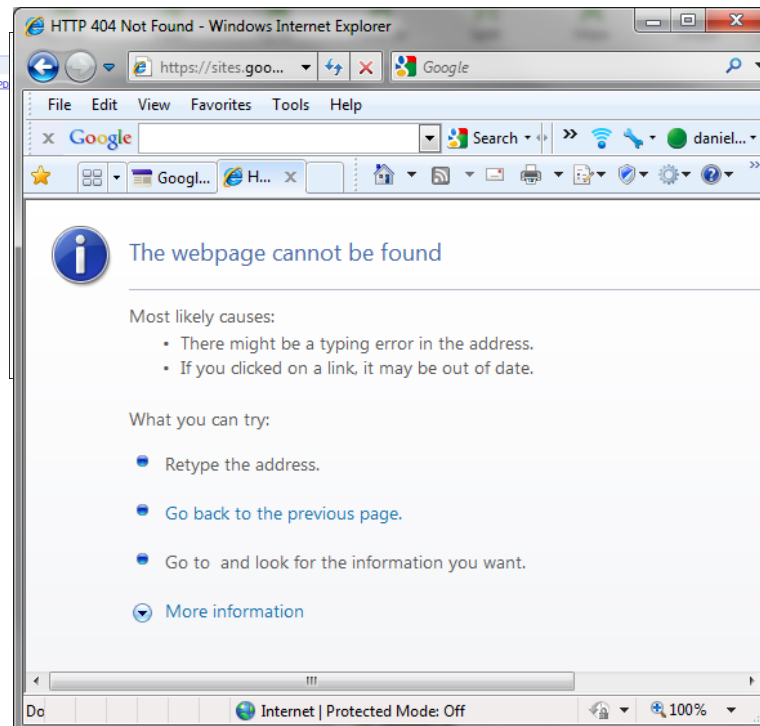 HTTP 404 Not Found - Windows Internet Explorer
https://sites.goo...
Google
File Edit View Favorites Tools Help
x Google Search daniel...
Googl... H... x
The webpage cannot be found
Most likely causes:
• There might be a typing error in the address.
• If you clicked on a link, it may be out of date.
What you can try:
Retype the address.
Go back to the previous page.
Go to and look for the information you want.
More information
Do Internet | Protected Mode: Off 100%